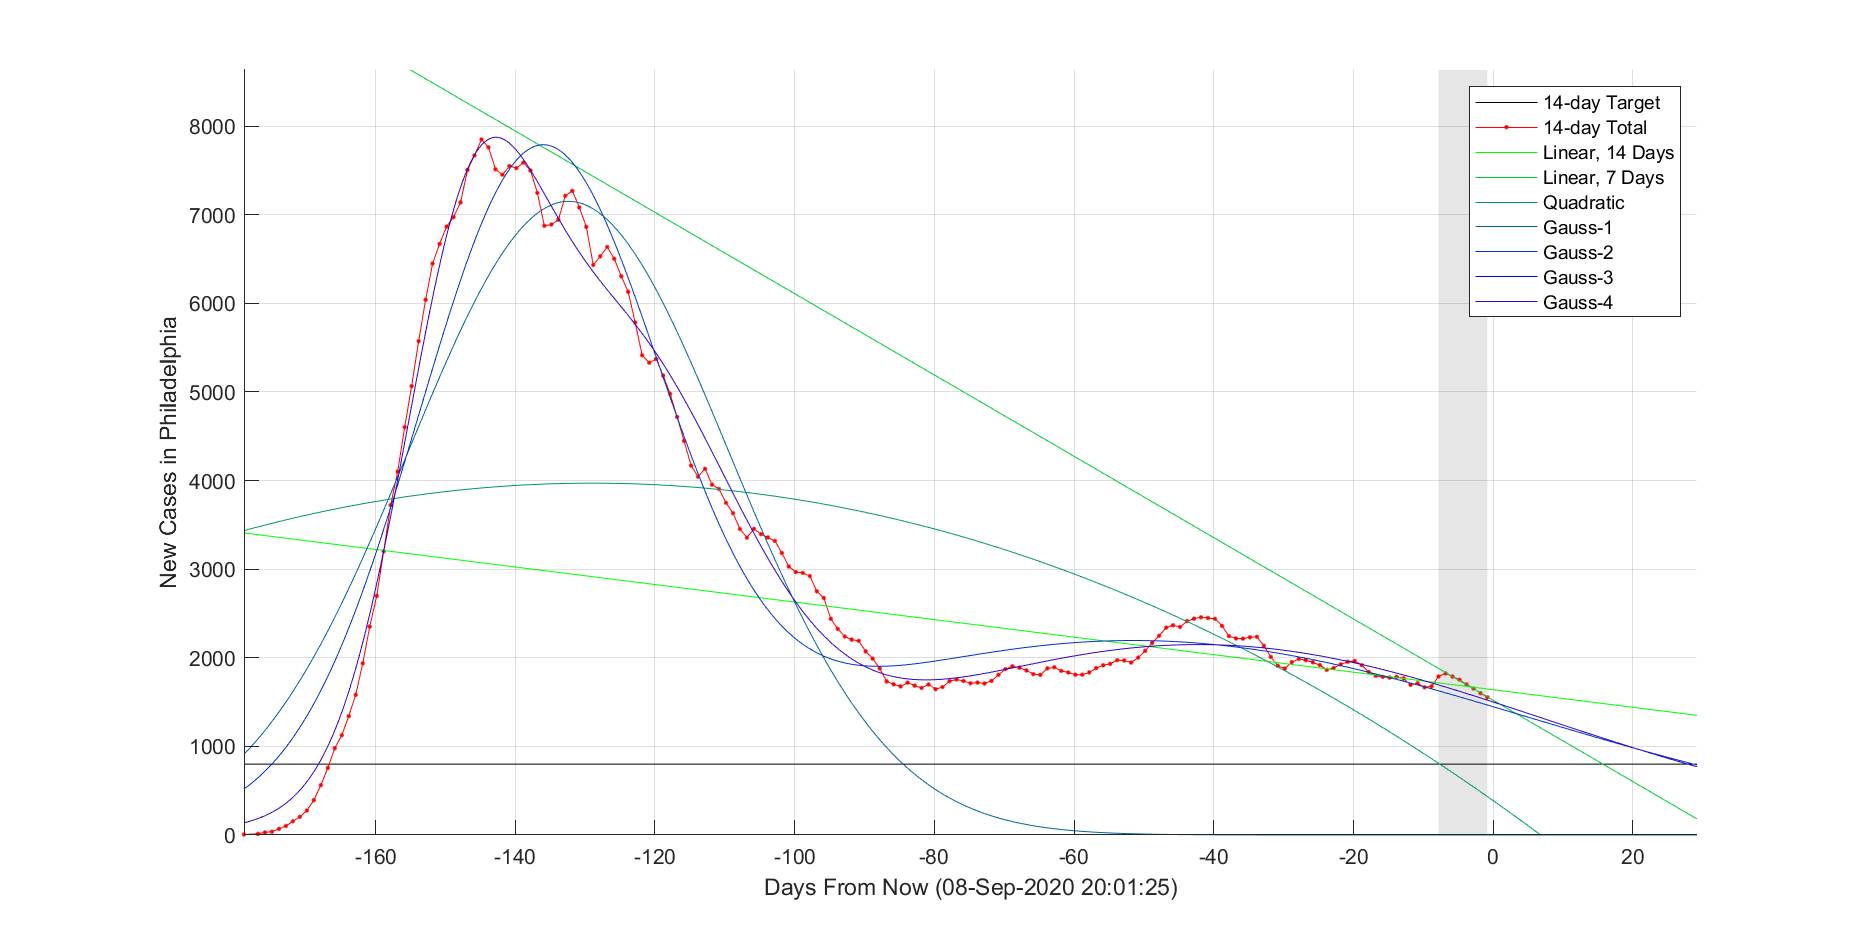 8000
7000
6000
5000
4000
3000
2000
1000
0
New Cases in Philadelphia
-160 -140 -120 -100 -80 -60 -40 -20 0 20
Days From Now (08-Sep-2020 20:01:25)
14-day Target
14-day Total
Linear, 14 Days
Linear, 7 Days
Quadratic
Gauss-1
Gauss-2
Gauss-3
Gauss-4